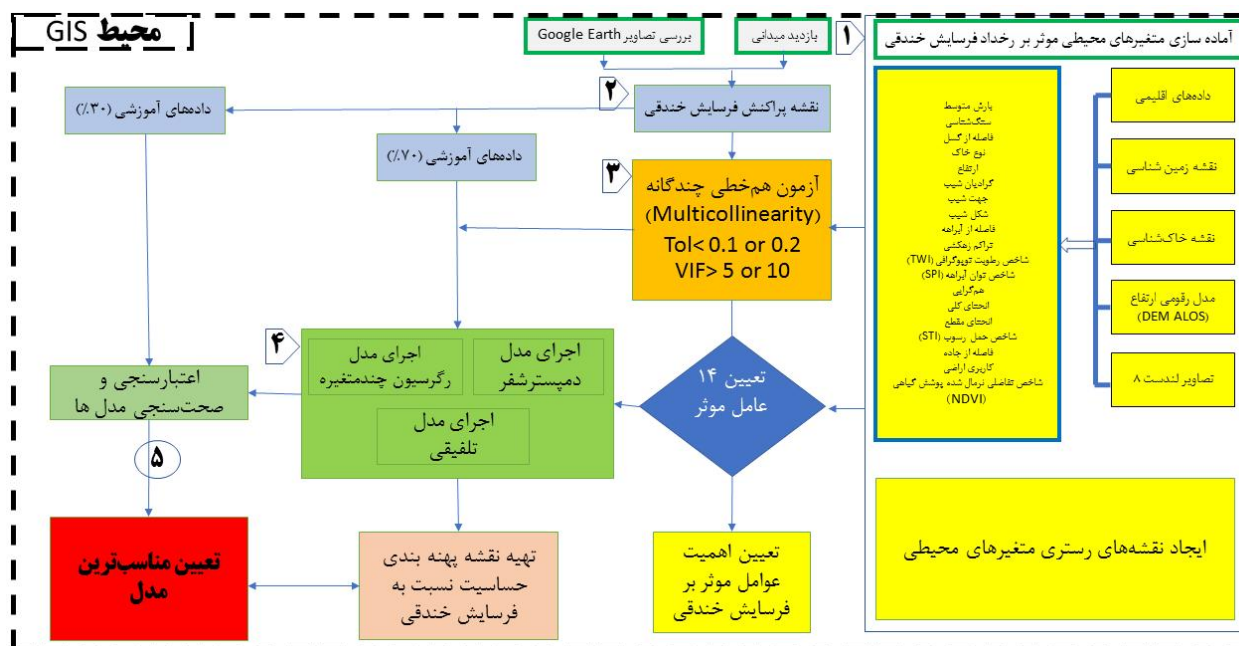 محیط GIS
۱
آماده سازی متغیرهای محیطی موثر بر رخداد فرسایش خندقی
داده‌های اقلیمی
نقشه زمین شناسی
نقشه خاک‌شناسی
مدل رقومی ارتفاع
(DEM ALOS)
تصاویر لندست ۸
بارش متوسط
سنگ‌شناسی
فاصله از گسل
نوع خاک
ارتفاع
گرادیان شیب
جهت شیب
شکل شیب
فاصله از آبراهه
تراکم زهکشی
شاخص رطوبت توپوگرافی (TWI)
شاخص توان آبراهه (SPI)
هم‌گرایی
انحنای کلی
انحنای مقطع
شاخص حمل رسوب (STI)
فاصله از جاده
کاربری اراضی
شاخص تفاضلی نرمال شده پوشش گیاهی
(NDVI)
ایجاد نقشه‌های رستری متغیرهای محیطی
بازدید میدانی
بررسی تصاویر Google Earth
۲
نقشه پراکنش فرسایش خندقی
داده‌های آموزشی (۷۰٪)
داده‌های آموزشی (۳۰٪)
۳
آزمون هم‌خطی چندگانه
(Multicollinearity)
Tol< 0.1 or 0.2
VIF> 5 or 10
تعیین ۱۴
عامل موثر
تعیین اهمیت
عوامل موثر بر
فرسایش خندقی
۴
اجرای مدل
دمپسترشفر
اجرای مدل
رگرسیون چندمتغیره
اجرای مدل
تلفیقی
تهیه نقشه پهنه بندی
حساسیت نسبت به
فرسایش خندقی
اعتبارسنجی و
صحت‌سنجی مدل ها
۵
تعیین مناسب‌ترین
مدل